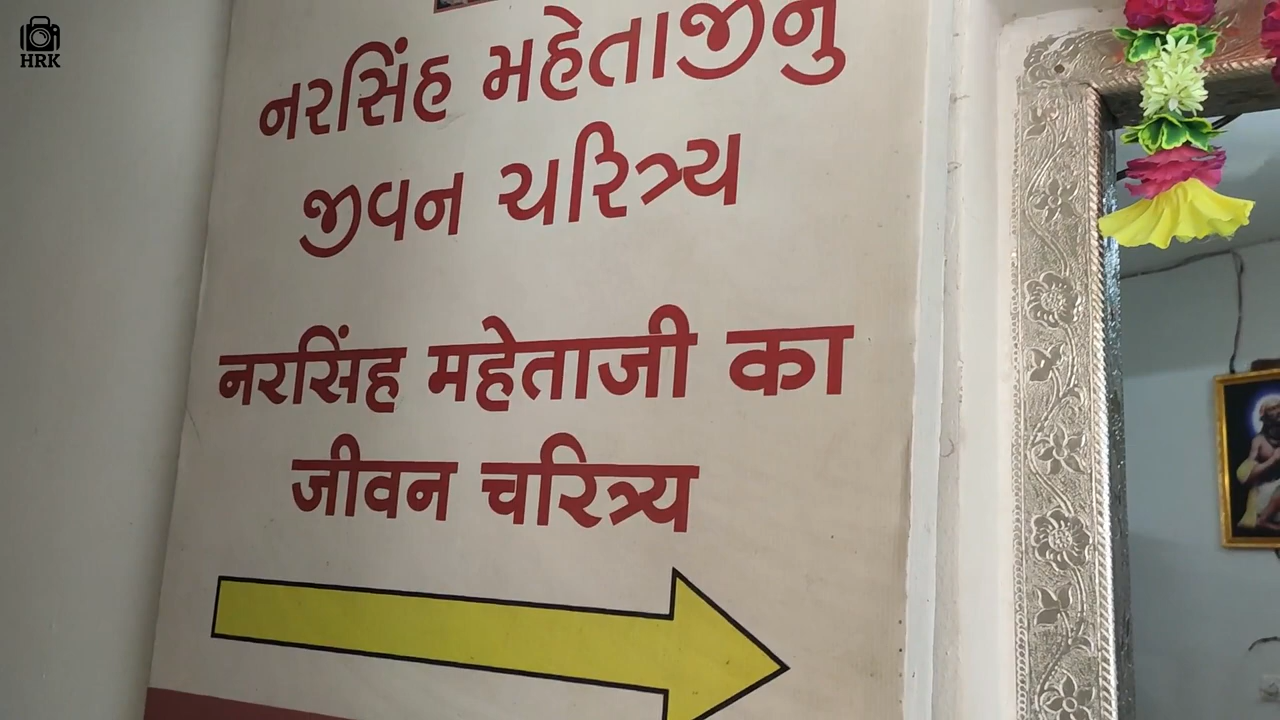 HRK
નરસિંહ મહેતાજીનુ
જીવન ચરિત્ર્ય
नरसिंह महेताजी का
जीवन चरित्र्य